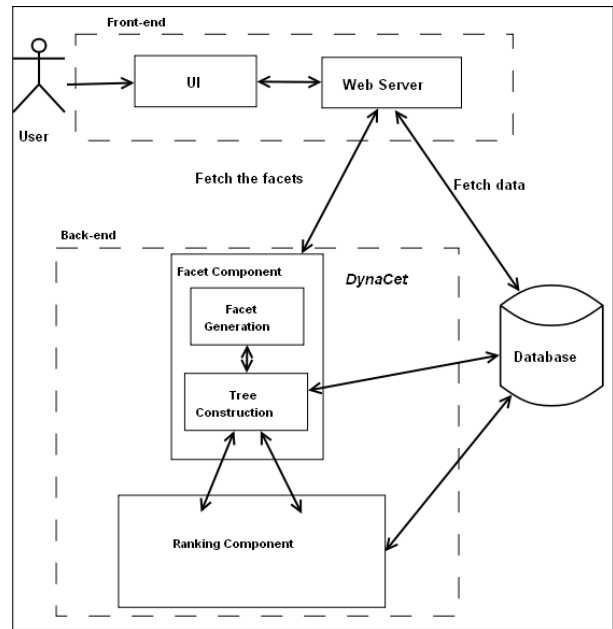 Front-end
UI
Web Server
User
Fetch the facets
Fetch data
Back-end
Facet Component
DynaCet
Facet
Generation
Database
Tree
Construction
Ranking Component